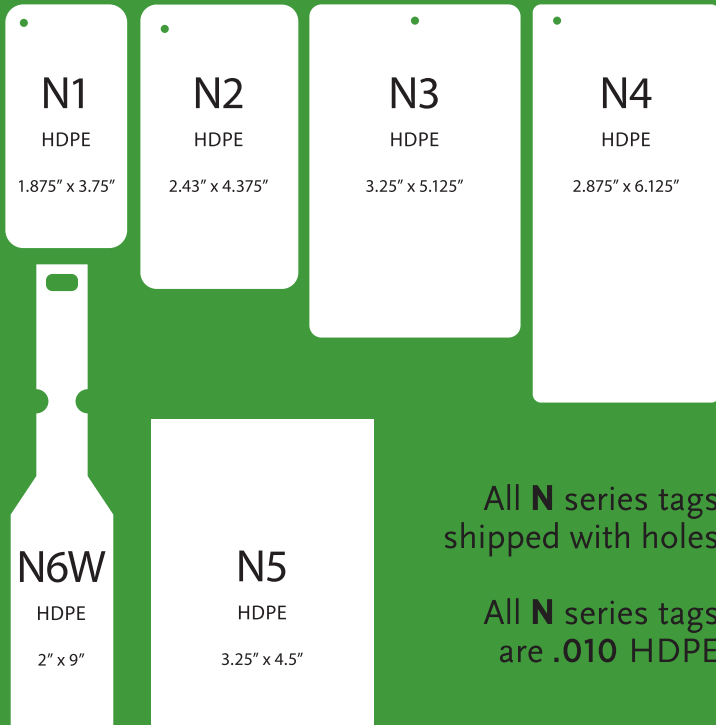 N1
HDPE
1.875” x 3.75”
N2
HDPE
2.43” x 4.375”
N3
HDPE
3.25” x 5.125”
N4
HDPE
2.875” x 6.125”
N6W
HDPE
2” x 9”
N5
HDPE
3.25” x 4.5”
All N series tags
shipped with holes
All N series tags
are .010 HDPE